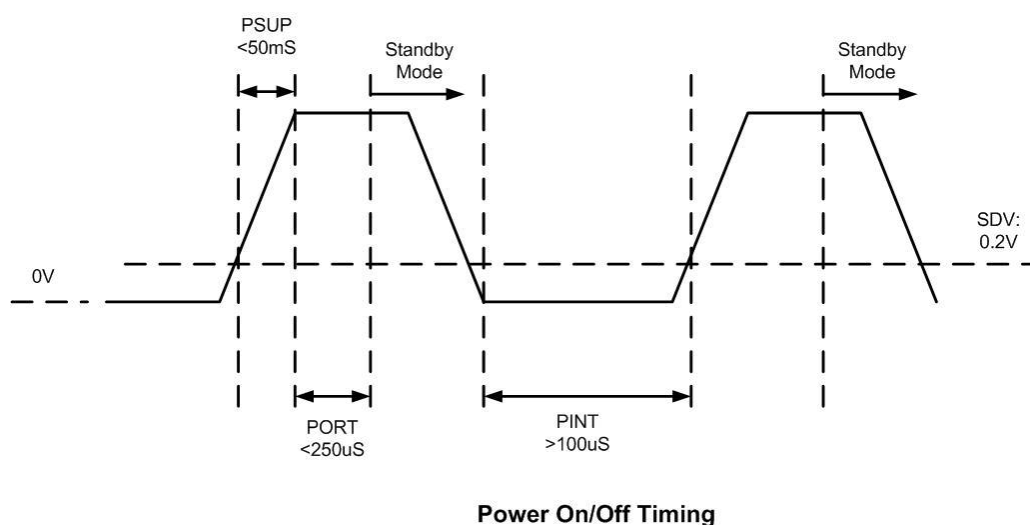 PSUP
<50mS
Standby
Mode
Standby
Mode
SDV:
0.2V
0V
PORT
<250uS
PINT
>100uS
Power On/Off Timing